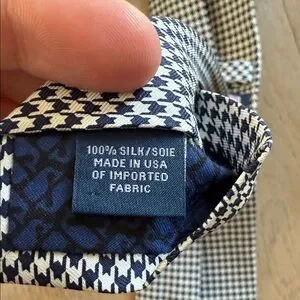 100% SILK/SOIE
MADE IN USA
OF IMPORTED
FABRIC